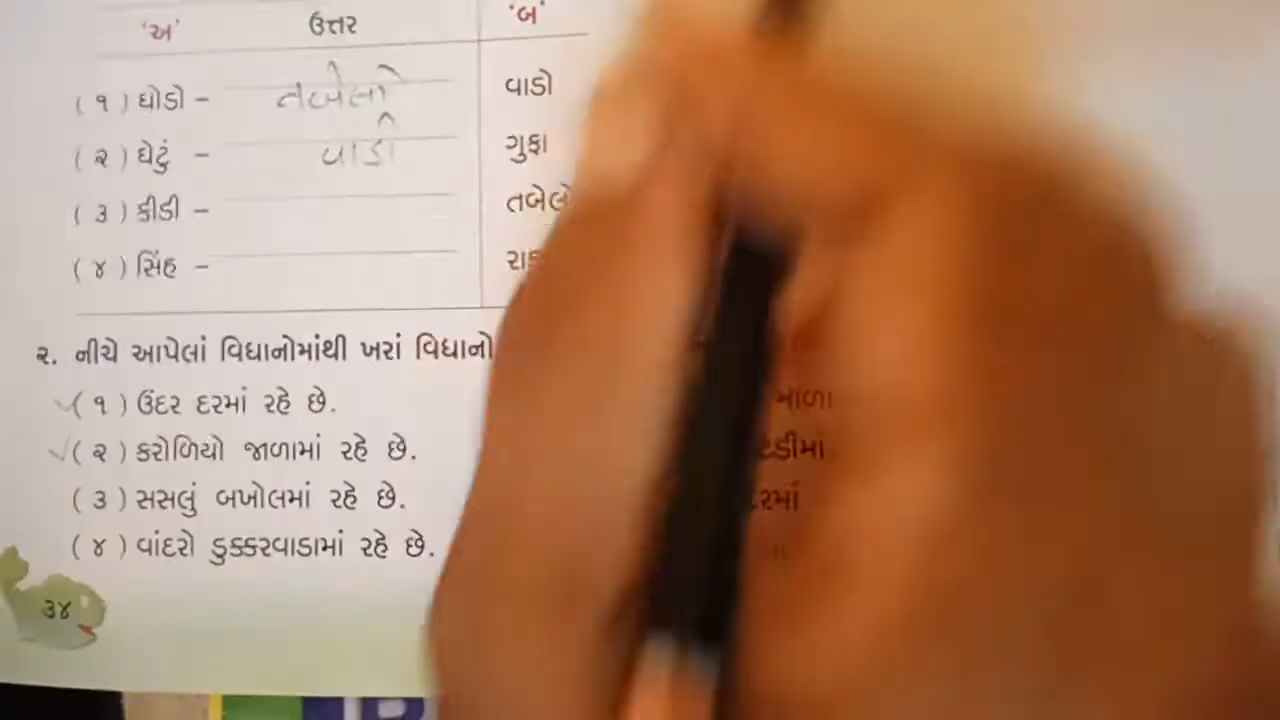 'અ' ઉત્તર 'બ'
(૧) ઘોડો – તબેલો વાડો
(૨) ઘેટું – વાડો ગુફા
(૩) કીડી –
(૪) સિંહ –
૨. નીચે આપેલાં વિધાનોમાંથી ખરાં વિધાનો
(૧) ઉંદર દરમાં રહે છે.
(૨) કરોળિયો જાળામાં રહે છે.
(૩) સસલું બખોલમાં રહે છે.
(૪) વાંદરો ડુક્કરવાડામાં રહે છે.
૩૪